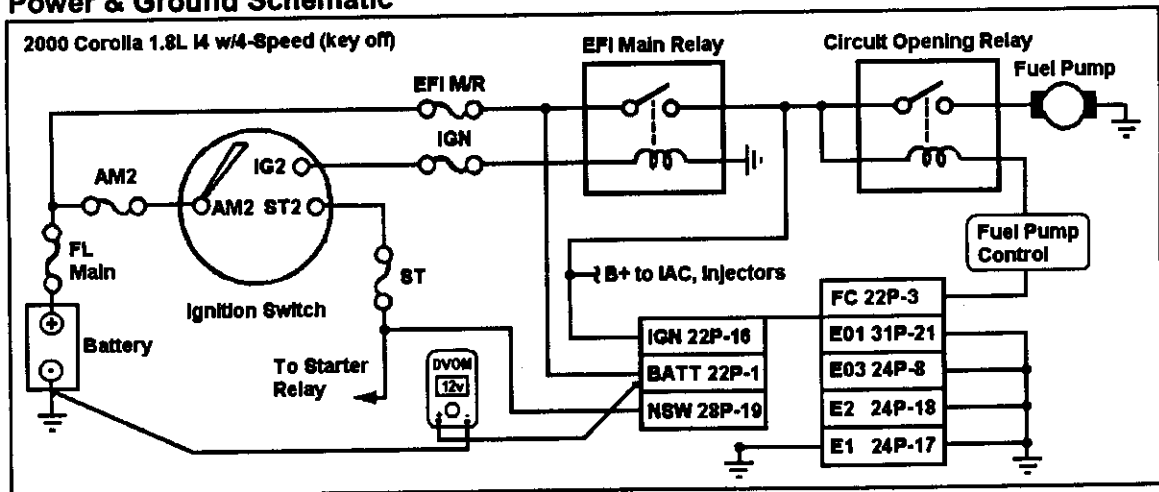 Power & Ground Schematic
2000 Corolla 1.8L I4 w/4-Speed (key off)
EFI Main Relay
Circuit Opening Relay
Fuel Pump
EFI M/R
IGN
IG2
AM2
AM2 ST2
FL
Main
ST
Ignition Switch
Battery
To Starter
Relay
DVOM
12v
+ -
B+ to IAC, Injectors
Fuel Pump
Control
IGN 22P-16
BATT 22P-1
NSW 28P-19
FC 22P-3
E01 31P-21
E03 24P-8
E2 24P-18
E1 24P-17